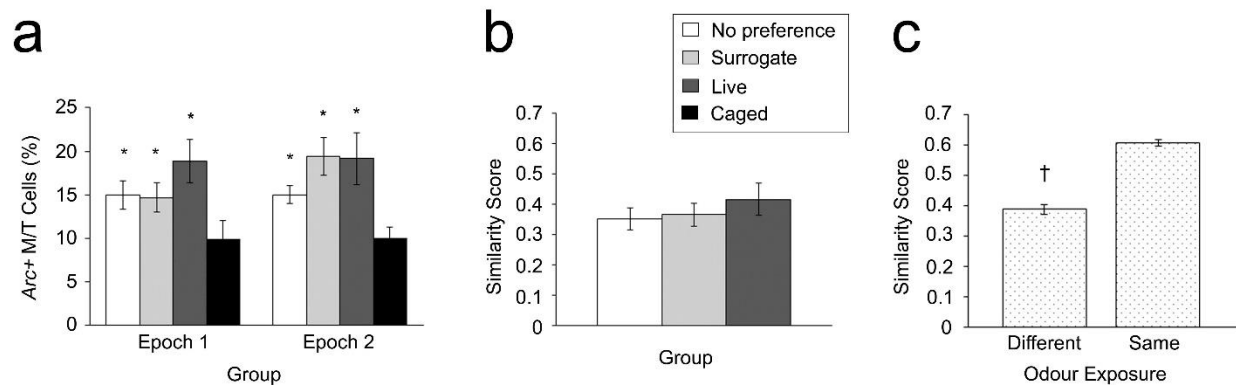 a
Arc+ M/T Cells (%)
25
20
15
10
5
0
* * *
* * *
Epoch 1 Epoch 2
Group
b
No preference
Surrogate
Live
Caged
Similarity Score
0.7
0.6
0.5
0.4
0.3
0.2
0.1
0
Group
c
Similarity Score
0.7
0.6
0.5
0.4
0.3
0.2
0.1
0
†
Different Same
Odour Exposure